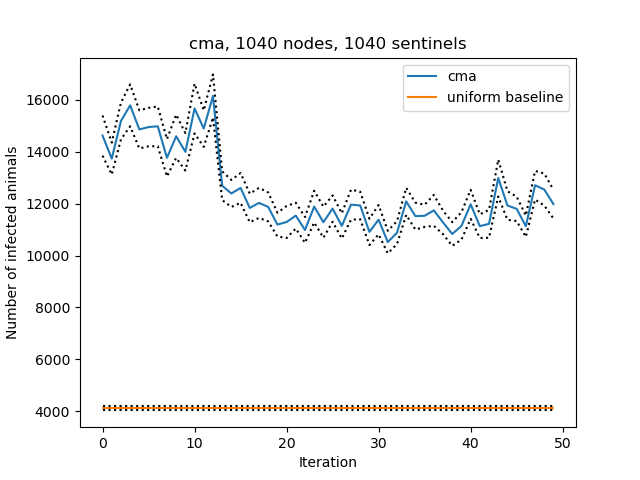 cma, 1040 nodes, 1040 sentinels
cma
uniform baseline
Number of infected animals
16000
14000
12000
10000
8000
6000
4000
0 10 20 30 40 50
Iteration